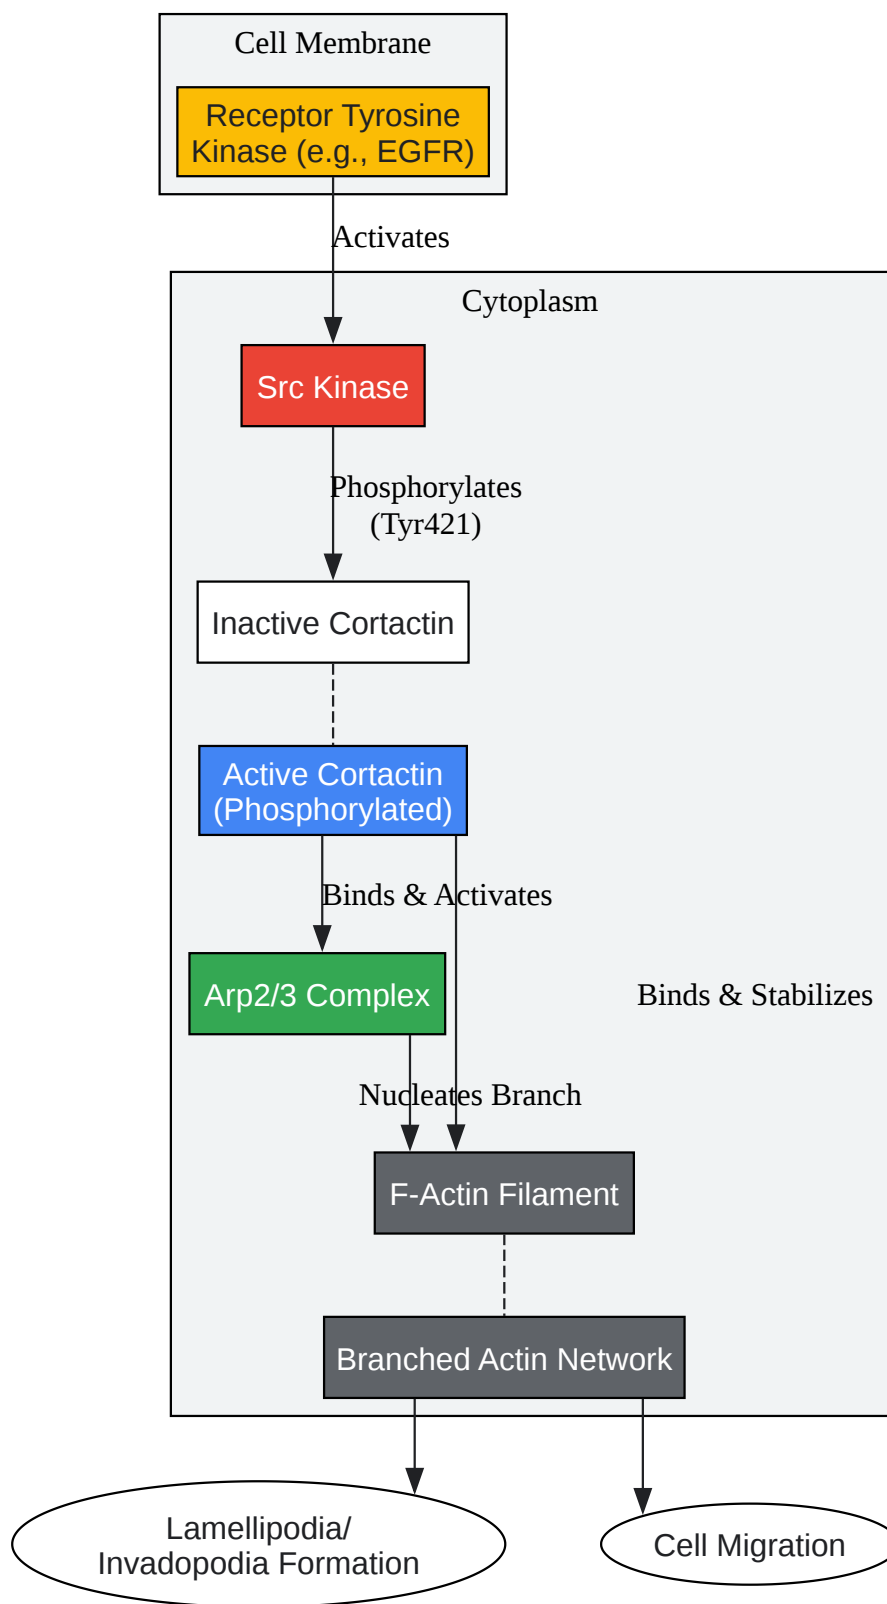 Cell Membrane
Receptor Tyrosine
Kinase (e.g., EGFR)
Activates
Cytoplasm
Src Kinase
Phosphorylates
(Tyr421)
Inactive Cortactin
Active Cortactin
(Phosphorylated)
Binds & Activates
Arp2/3 Complex
Binds & Stabilizes
Nucleates Branch
F-Actin Filament
Branched Actin Network
Lamellipodia/
Invadopodia Formation
Cell Migration